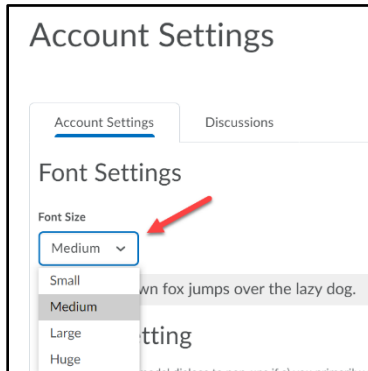 Account Settings
Account Settings Discussions
Font Settings
Font Size
Medium
Small
wn fox jumps over the lazy dog.
Medium
Large
tting
Huge